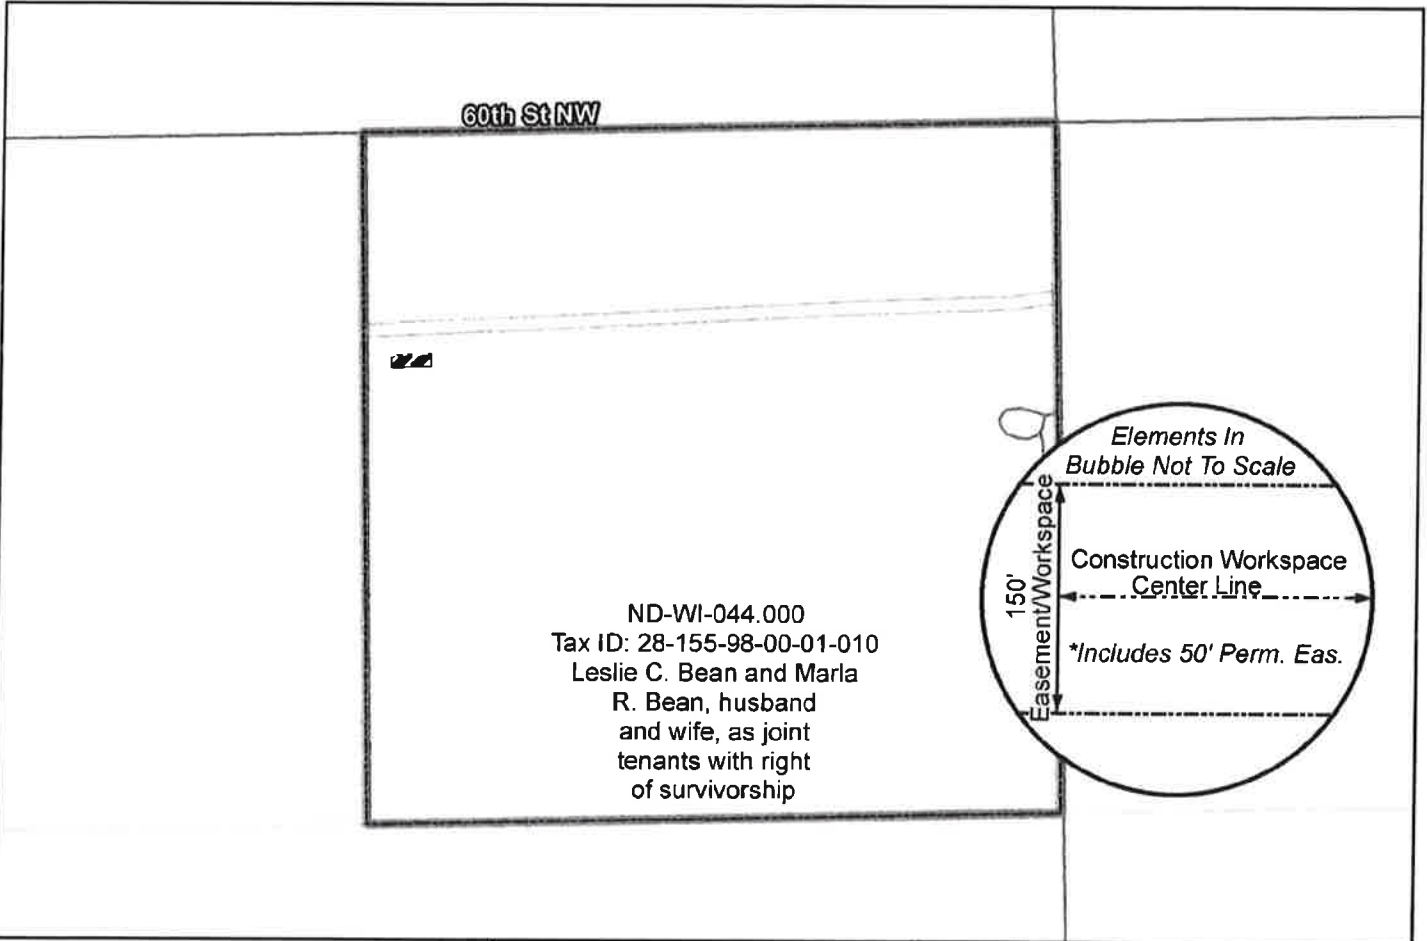 60th St NW
Elements In
Bubble Not To Scale
150'
Easement/Workspace
Construction Workspace
Center Line
*Includes 50' Perm. Eas.
ND-WI-044.000
Tax ID: 28-155-98-00-01-010
Leslie C. Bean and Marla
R. Bean, husband
and wife, as joint
tenants with right
of survivorship